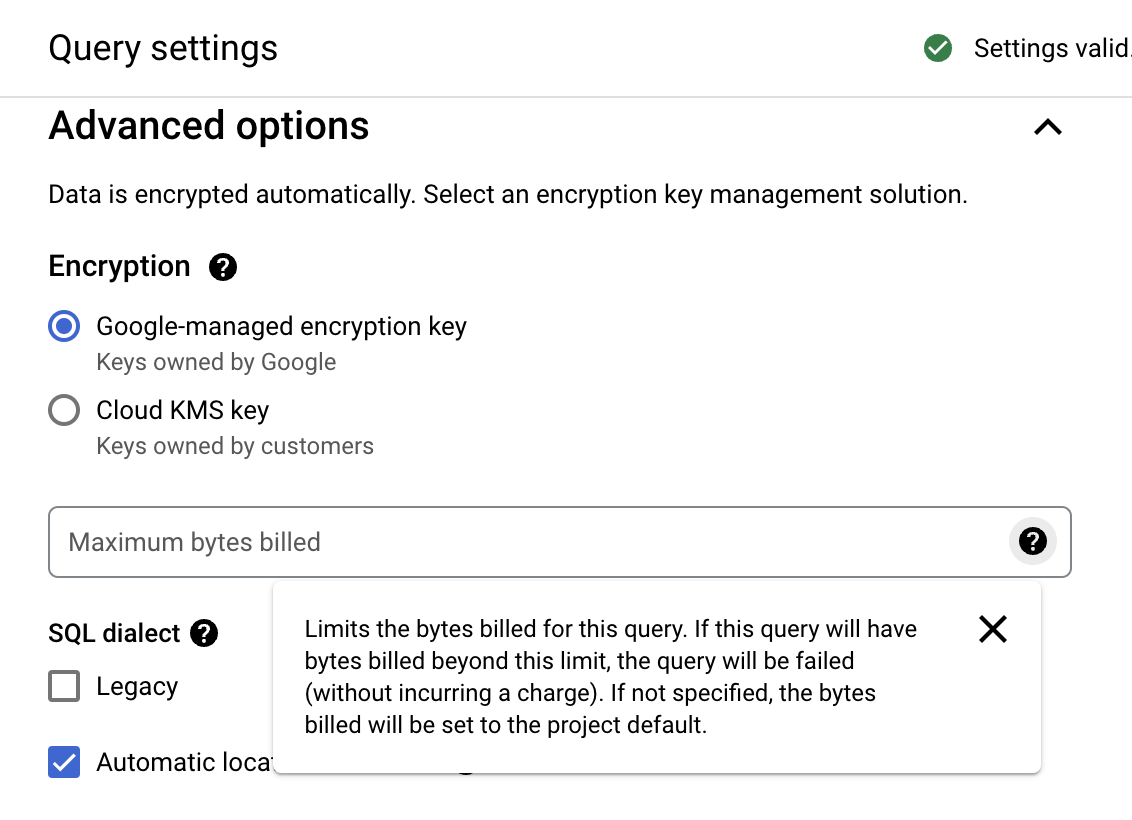 Query settings
Settings valid.
Advanced options
Data is encrypted automatically. Select an encryption key management solution.
Encryption
Google-managed encryption key
Keys owned by Google
Cloud KMS key
Keys owned by customers
Maximum bytes billed
SQL dialect
Limits the bytes billed for this query. If this query will have
bytes billed beyond this limit, the query will be failed
(without incurring a charge). If not specified, the bytes
billed will be set to the project default.
Legacy
Automatic